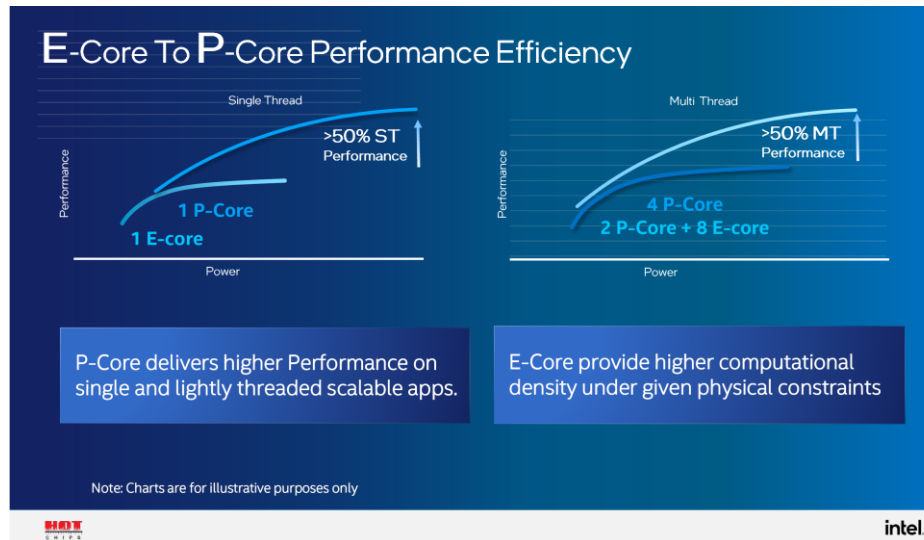 E-Core To P-Core Performance Efficiency
Single Thread
>50% ST
Performance
Performance
1 P-Core
1 E-core
Power
Multi Thread
>50% MT
Performance
Performance
4 P-Core
2 P-Core + 8 E-core
Power
P-Core delivers higher Performance on
single and lightly threaded scalable apps.
E-Core provide higher computational
density under given physical constraints
Note: Charts are for illustrative purposes only
HOT
CHIPS
intel.